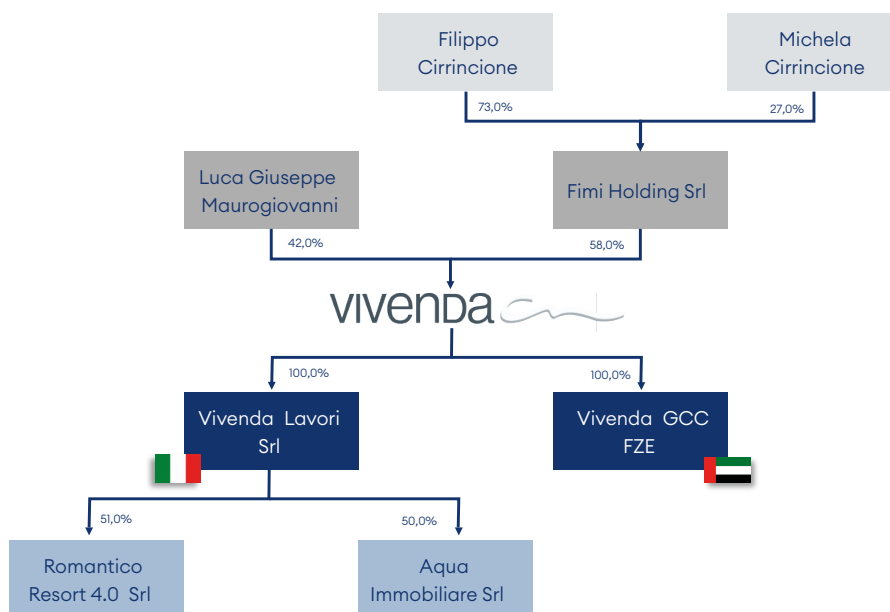 Filippo
Cirrincione
Michela
Cirrincione
73,0%
27,0%
Luca Giuseppe
Maurogiovanni
Fimi Holding Srl
42,0%
58,0%
VIVENDA
100,0%
100,0%
Vivenda Lavori
Srl
Vivenda GCC
FZE
51,0%
50,0%
Romantico
Resort 4.0 Srl
Aqua
Immobiliare Srl